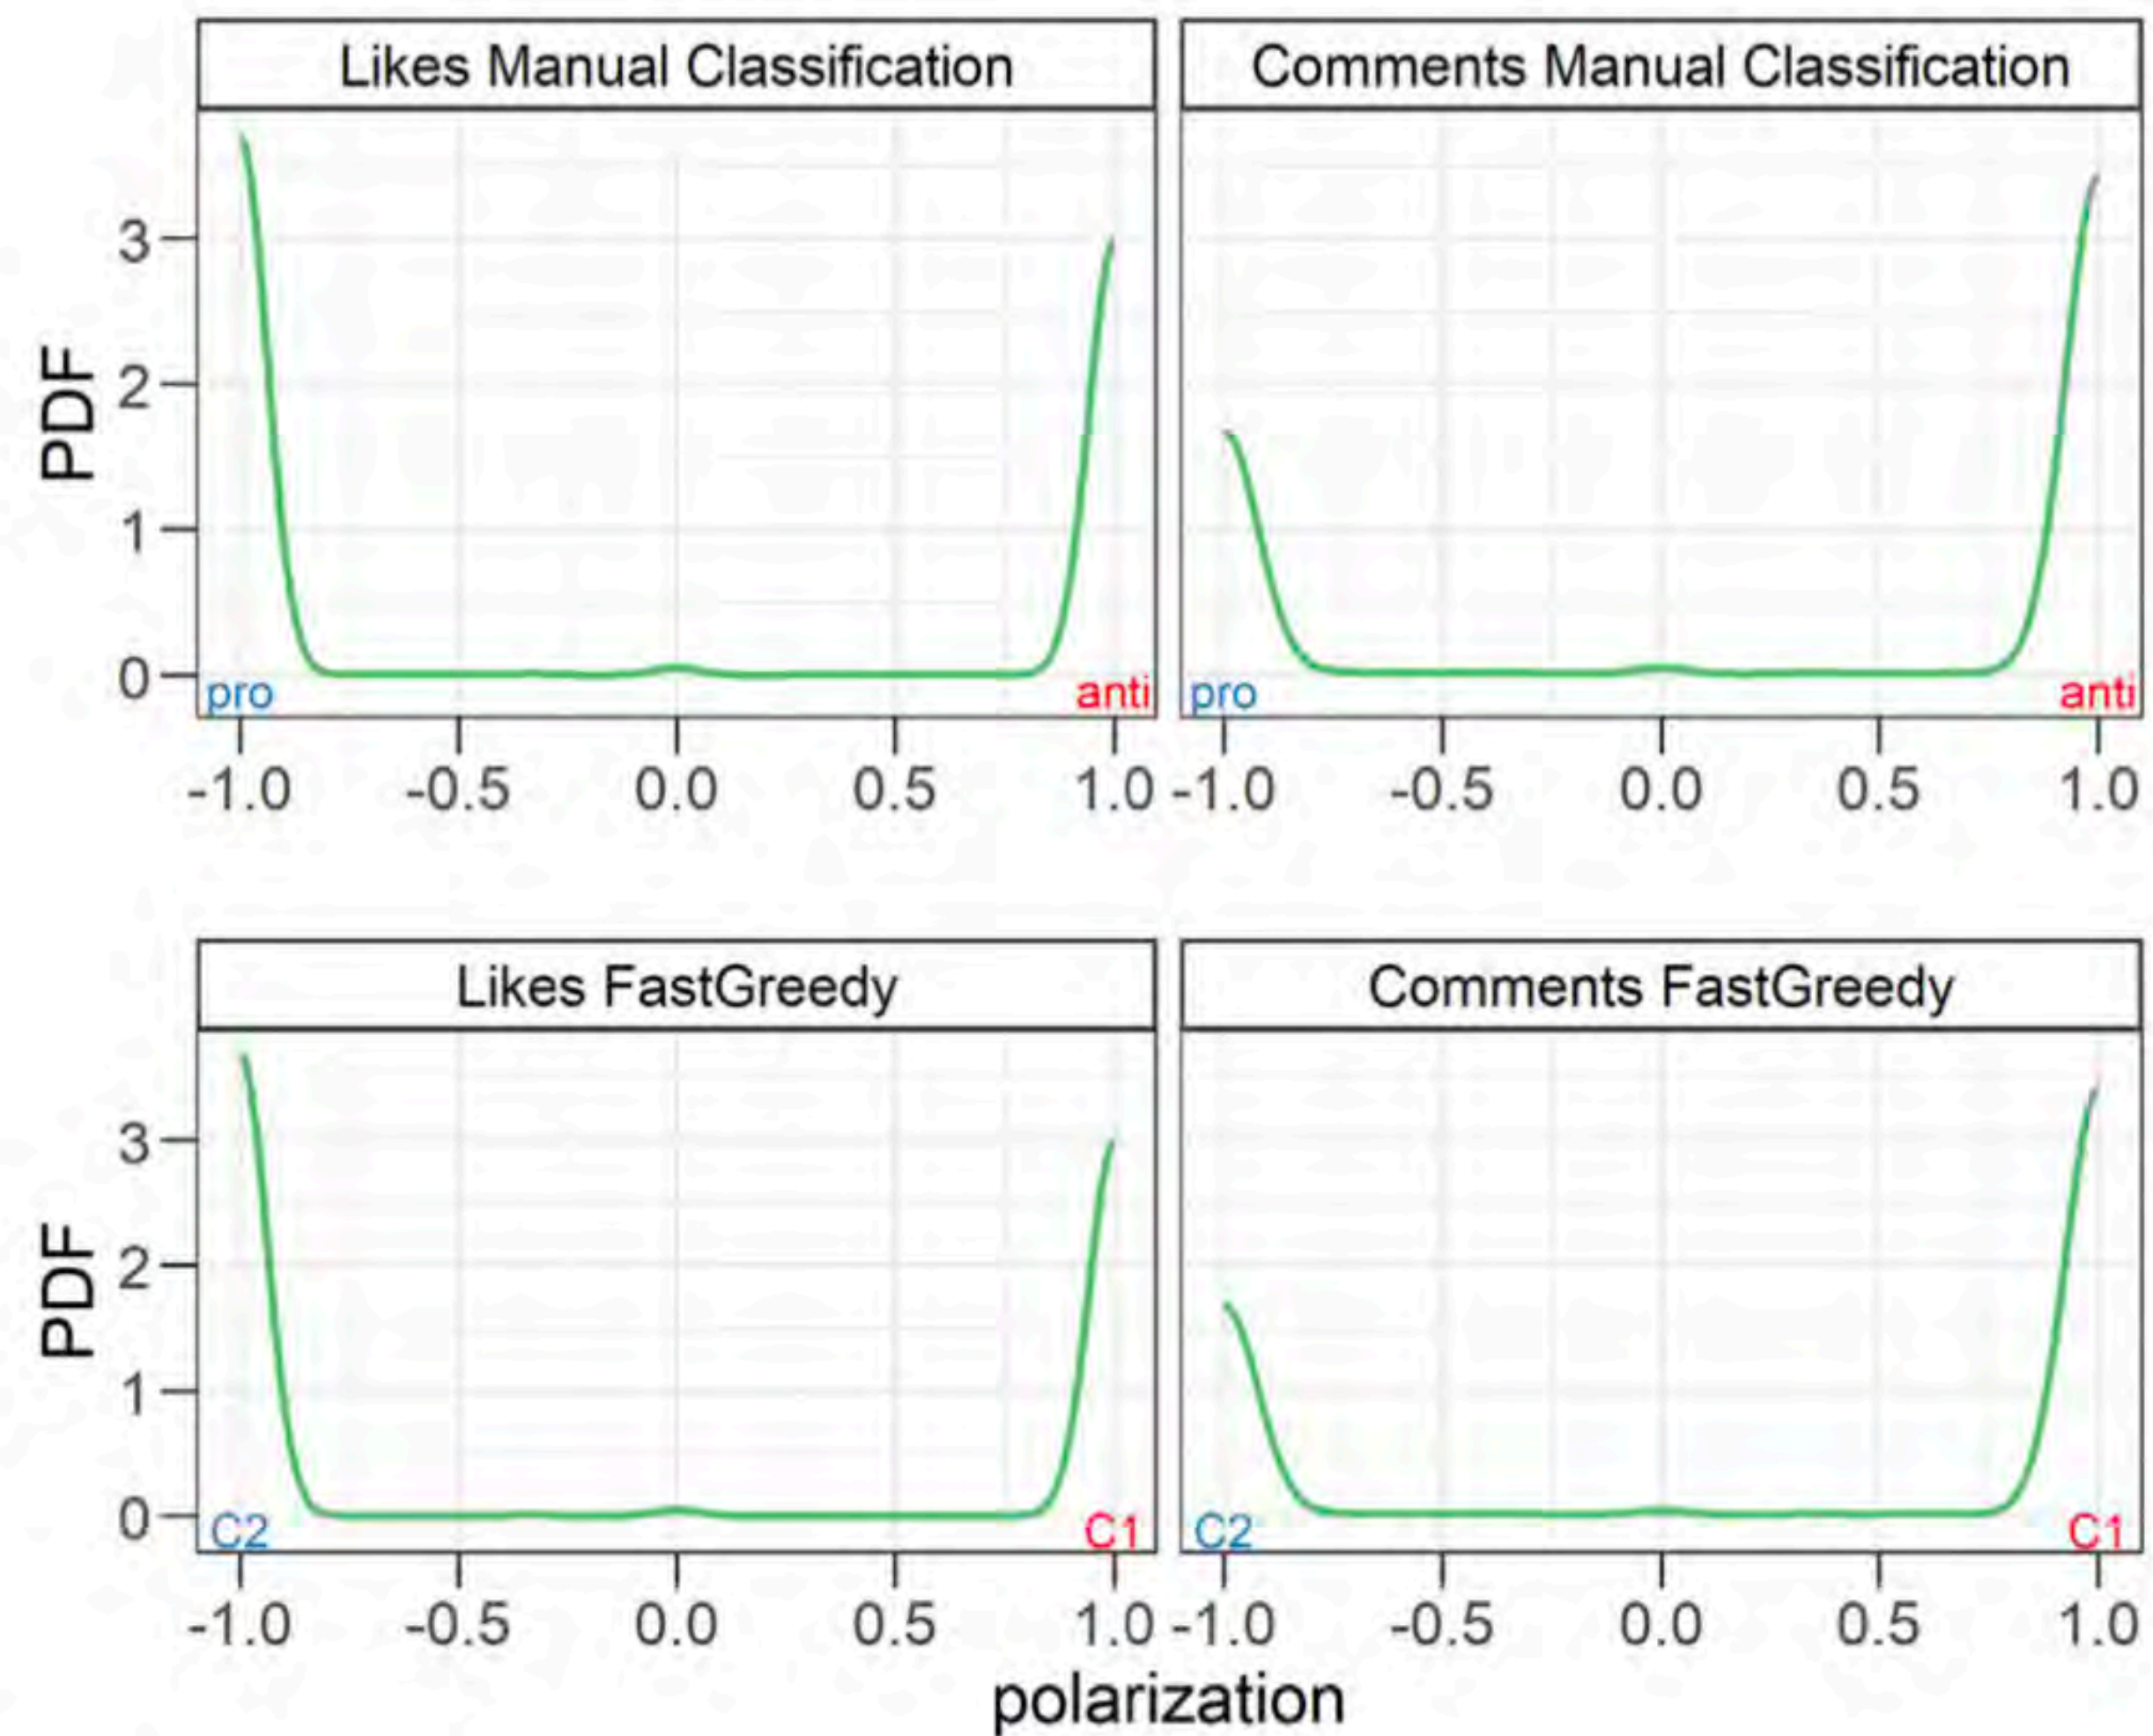 Likes Manual Classification
Comments Manual Classification
PDF
3
2
1
0
pro
anti
pro
anti
-1.0
-0.5
0.0
0.5
1.0
-1.0
-0.5
0.0
0.5
1.0
Likes FastGreedy
Comments FastGreedy
PDF
3
2
1
0
C2
C1
C2
C1
-1.0
-0.5
0.0
0.5
1.0
-1.0
-0.5
0.0
0.5
1.0
polarization